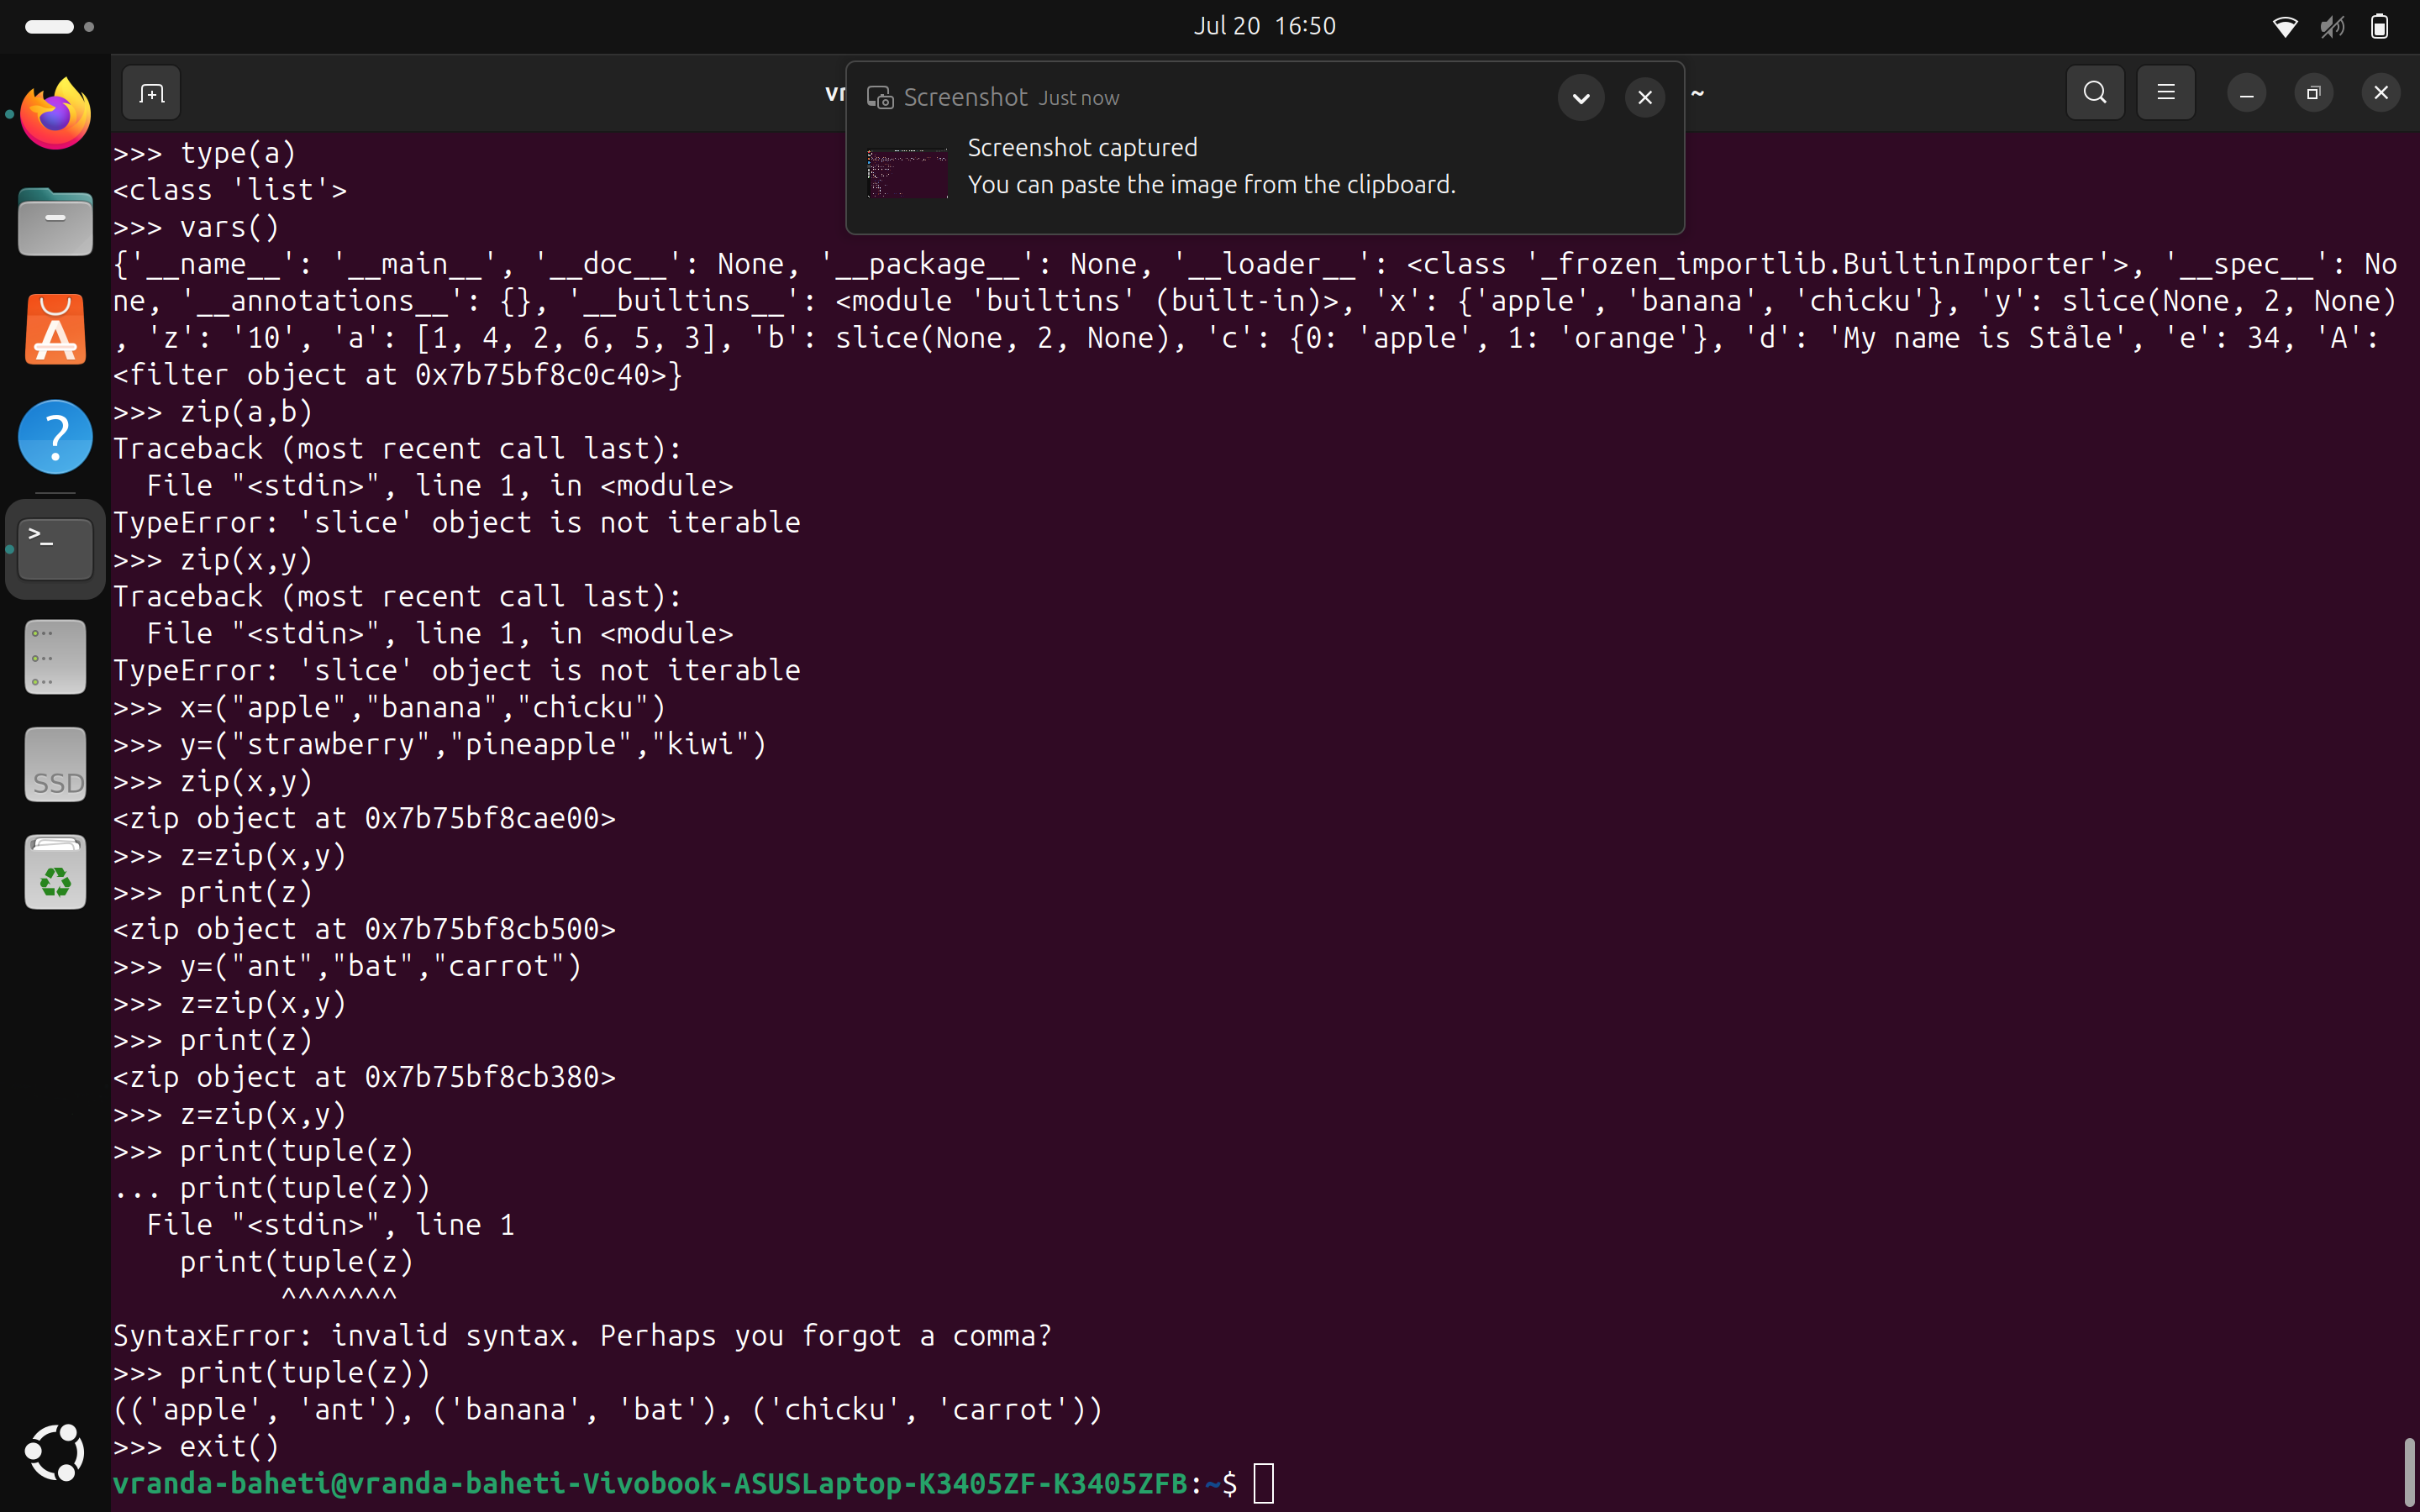 Jul 20 16:50
Screenshot Just now
Screenshot captured
You can paste the image from the clipboard.
~
>>> type(a)
<class 'list'>
>>> vars()
{'__name__': '__main__', '__doc__': None, '__package__': None, '__loader__': <class '_frozen_importlib.BuiltinImporter'>, '__spec__': No
ne, '__annotations__': {}, '__builtins__': <module 'builtins' (built-in)>, 'x': {'apple', 'banana', 'chicku'}, 'y': slice(None, 2, None)
, 'z': '10', 'a': [1, 4, 2, 6, 5, 3], 'b': slice(None, 2, None), 'c': {0: 'apple', 1: 'orange'}, 'd': 'My name is Ståle', 'e': 34, 'A':
<filter object at 0x7b75bf8c0c40>}
>>> zip(a,b)
Traceback (most recent call last):
  File "<stdin>", line 1, in <module>
TypeError: 'slice' object is not iterable
>>> zip(x,y)
Traceback (most recent call last):
  File "<stdin>", line 1, in <module>
TypeError: 'slice' object is not iterable
>>> x=("apple","banana","chicku")
>>> y=("strawberry","pineapple","kiwi")
>>> zip(x,y)
<zip object at 0x7b75bf8cae00>
>>> z=zip(x,y)
>>> print(z)
<zip object at 0x7b75bf8cb500>
>>> y=("ant","bat","carrot")
>>> z=zip(x,y)
>>> print(z)
<zip object at 0x7b75bf8cb380>
>>> z=zip(x,y)
>>> print(tuple(z)
... print(tuple(z))
  File "<stdin>", line 1
    print(tuple(z)
          ^^^^^^^
SyntaxError: invalid syntax. Perhaps you forgot a comma?
>>> print(tuple(z))
(('apple', 'ant'), ('banana', 'bat'), ('chicku', 'carrot'))
>>> exit()
vranda-baheti@vranda-baheti-Vivobook-ASUSLaptop-K3405ZF-K3405ZFB:~$
SSD